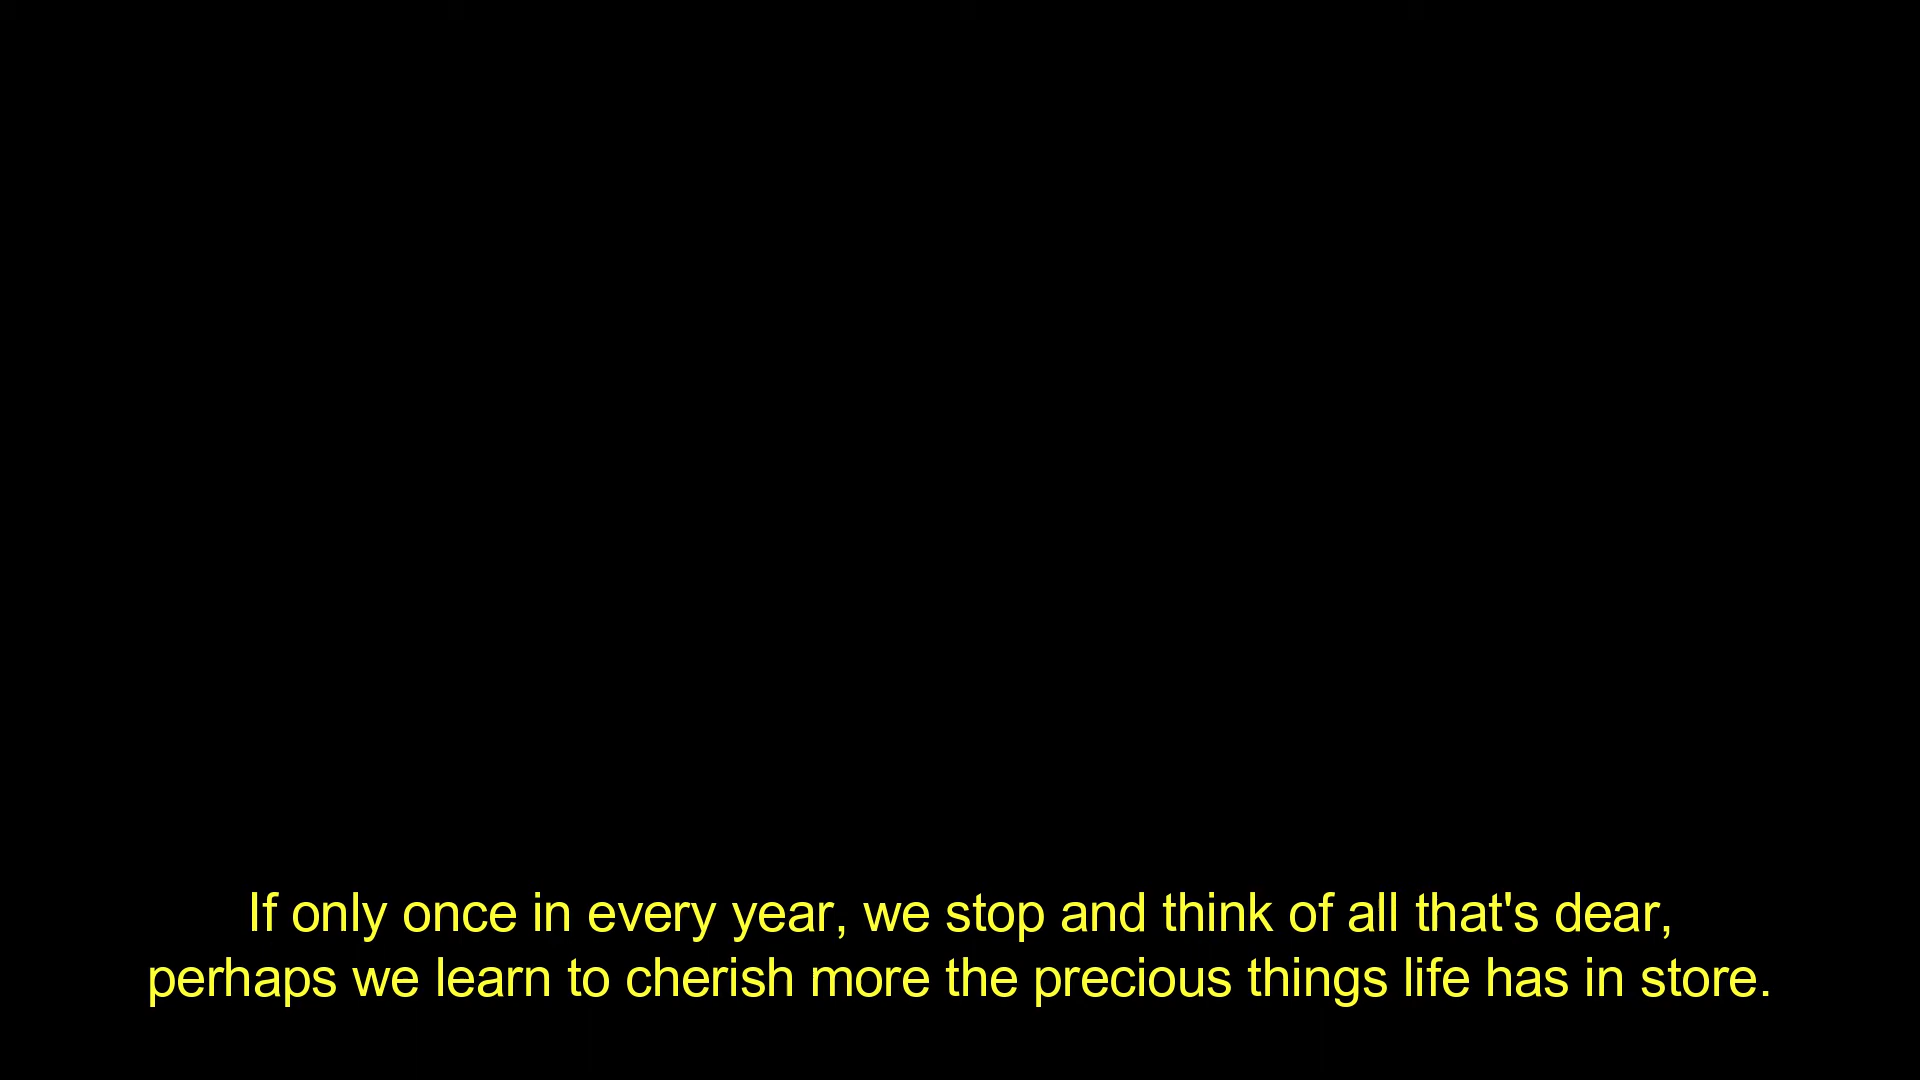 If only once in every year, we stop and think of all that's dear,
perhaps we learn to cherish more the precious things life has in store.